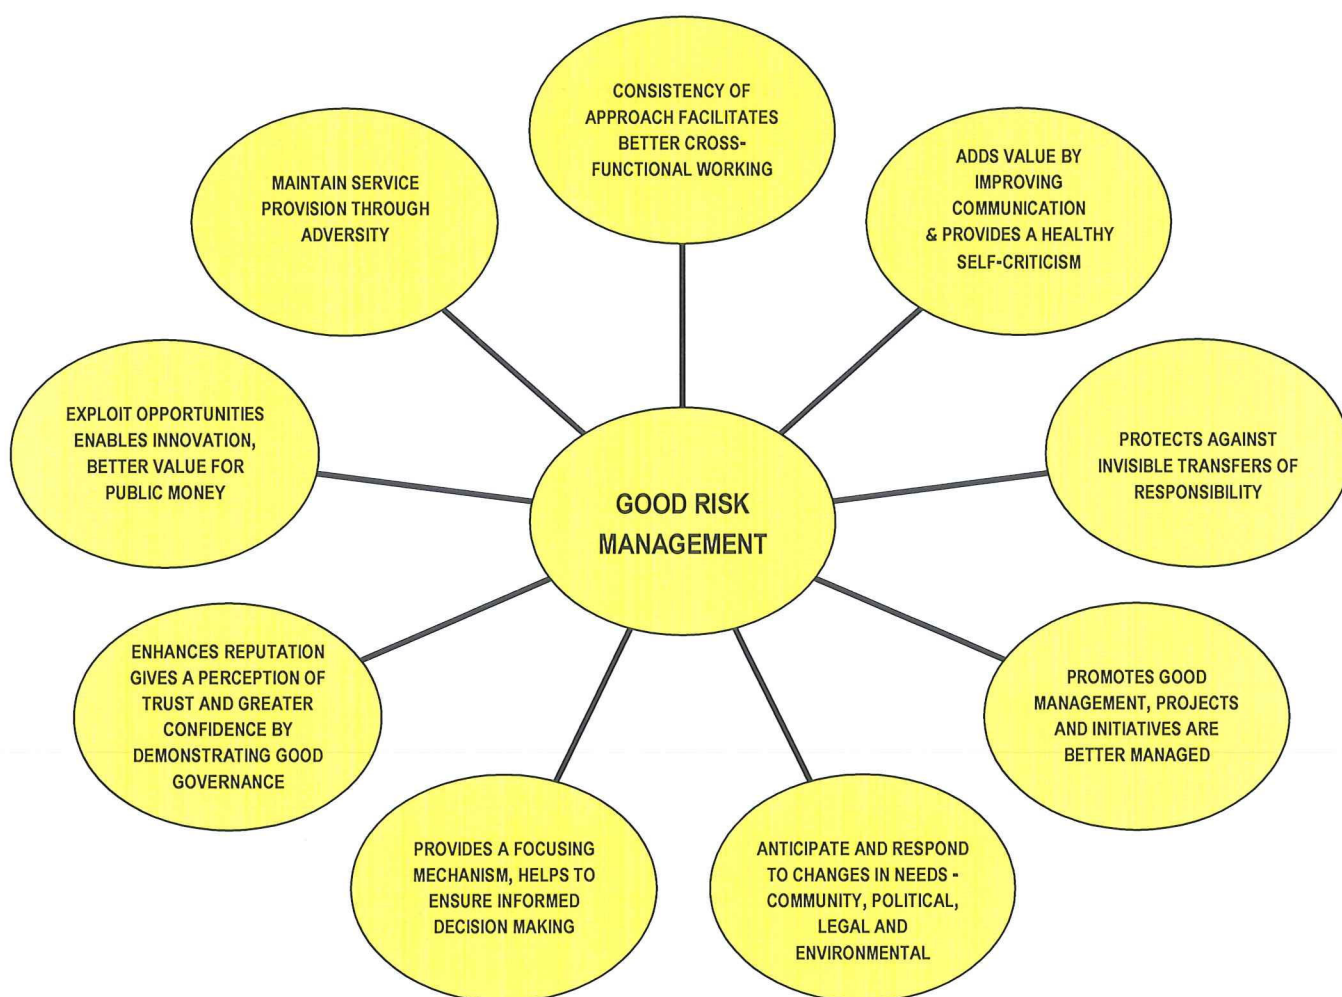 CONSISTENCY OF
APPROACH FACILITATES
BETTER CROSS-
FUNCTIONAL WORKING
ADDS VALUE BY
IMPROVING
COMMUNICATION
& PROVIDES A HEALTHY
SELF-CRITICISM
PROTECTS AGAINST
INVISIBLE TRANSFERS OF
RESPONSIBILITY
PROMOTES GOOD
MANAGEMENT, PROJECTS
AND INITIATIVES ARE
BETTER MANAGED
ANTICIPATE AND RESPOND
TO CHANGES IN NEEDS -
COMMUNITY, POLITICAL,
LEGAL AND
ENVIRONMENTAL
PROVIDES A FOCUSING
MECHANISM, HELPS TO
ENSURE INFORMED
DECISION MAKING
ENHANCES REPUTATION
GIVES A PERCEPTION OF
TRUST AND GREATER
CONFIDENCE BY
DEMONSTRATING GOOD
GOVERNANCE
EXPLOIT OPPORTUNITIES
ENABLES INNOVATION,
BETTER VALUE FOR
PUBLIC MONEY
MAINTAIN SERVICE
PROVISION THROUGH
ADVERSITY
GOOD RISK
MANAGEMENT